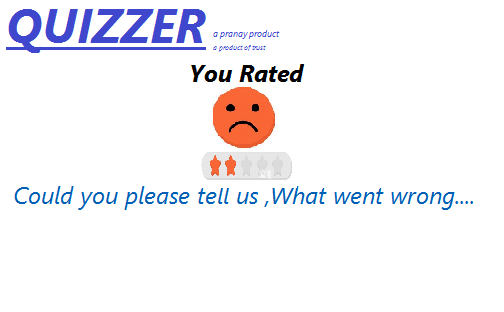 QUIZZER
a pranay product
a product of trust
You Rated
Could you please tell us ,What went wrong....